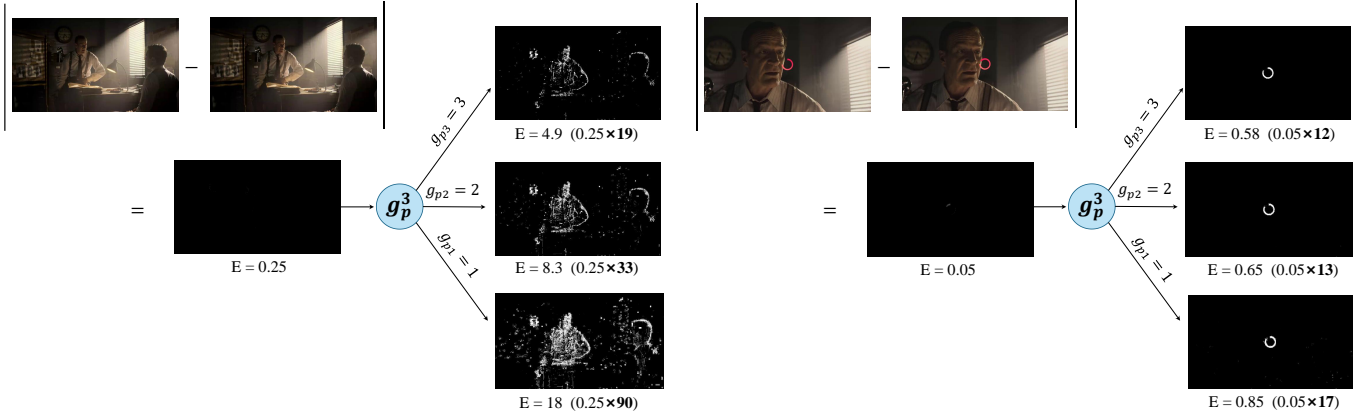 −
g_{p3} = 3
E = 4.9 (0.25×19)
=
E = 0.25
g_p^3
g_{p2} = 2
E = 8.3 (0.25×33)
g_{p1} = 1
E = 18 (0.25×90)
−
g_{p3} = 3
E = 0.58 (0.05×12)
=
E = 0.05
g_p^3
g_{p2} = 2
E = 0.65 (0.05×13)
g_{p1} = 1
E = 0.85 (0.05×17)